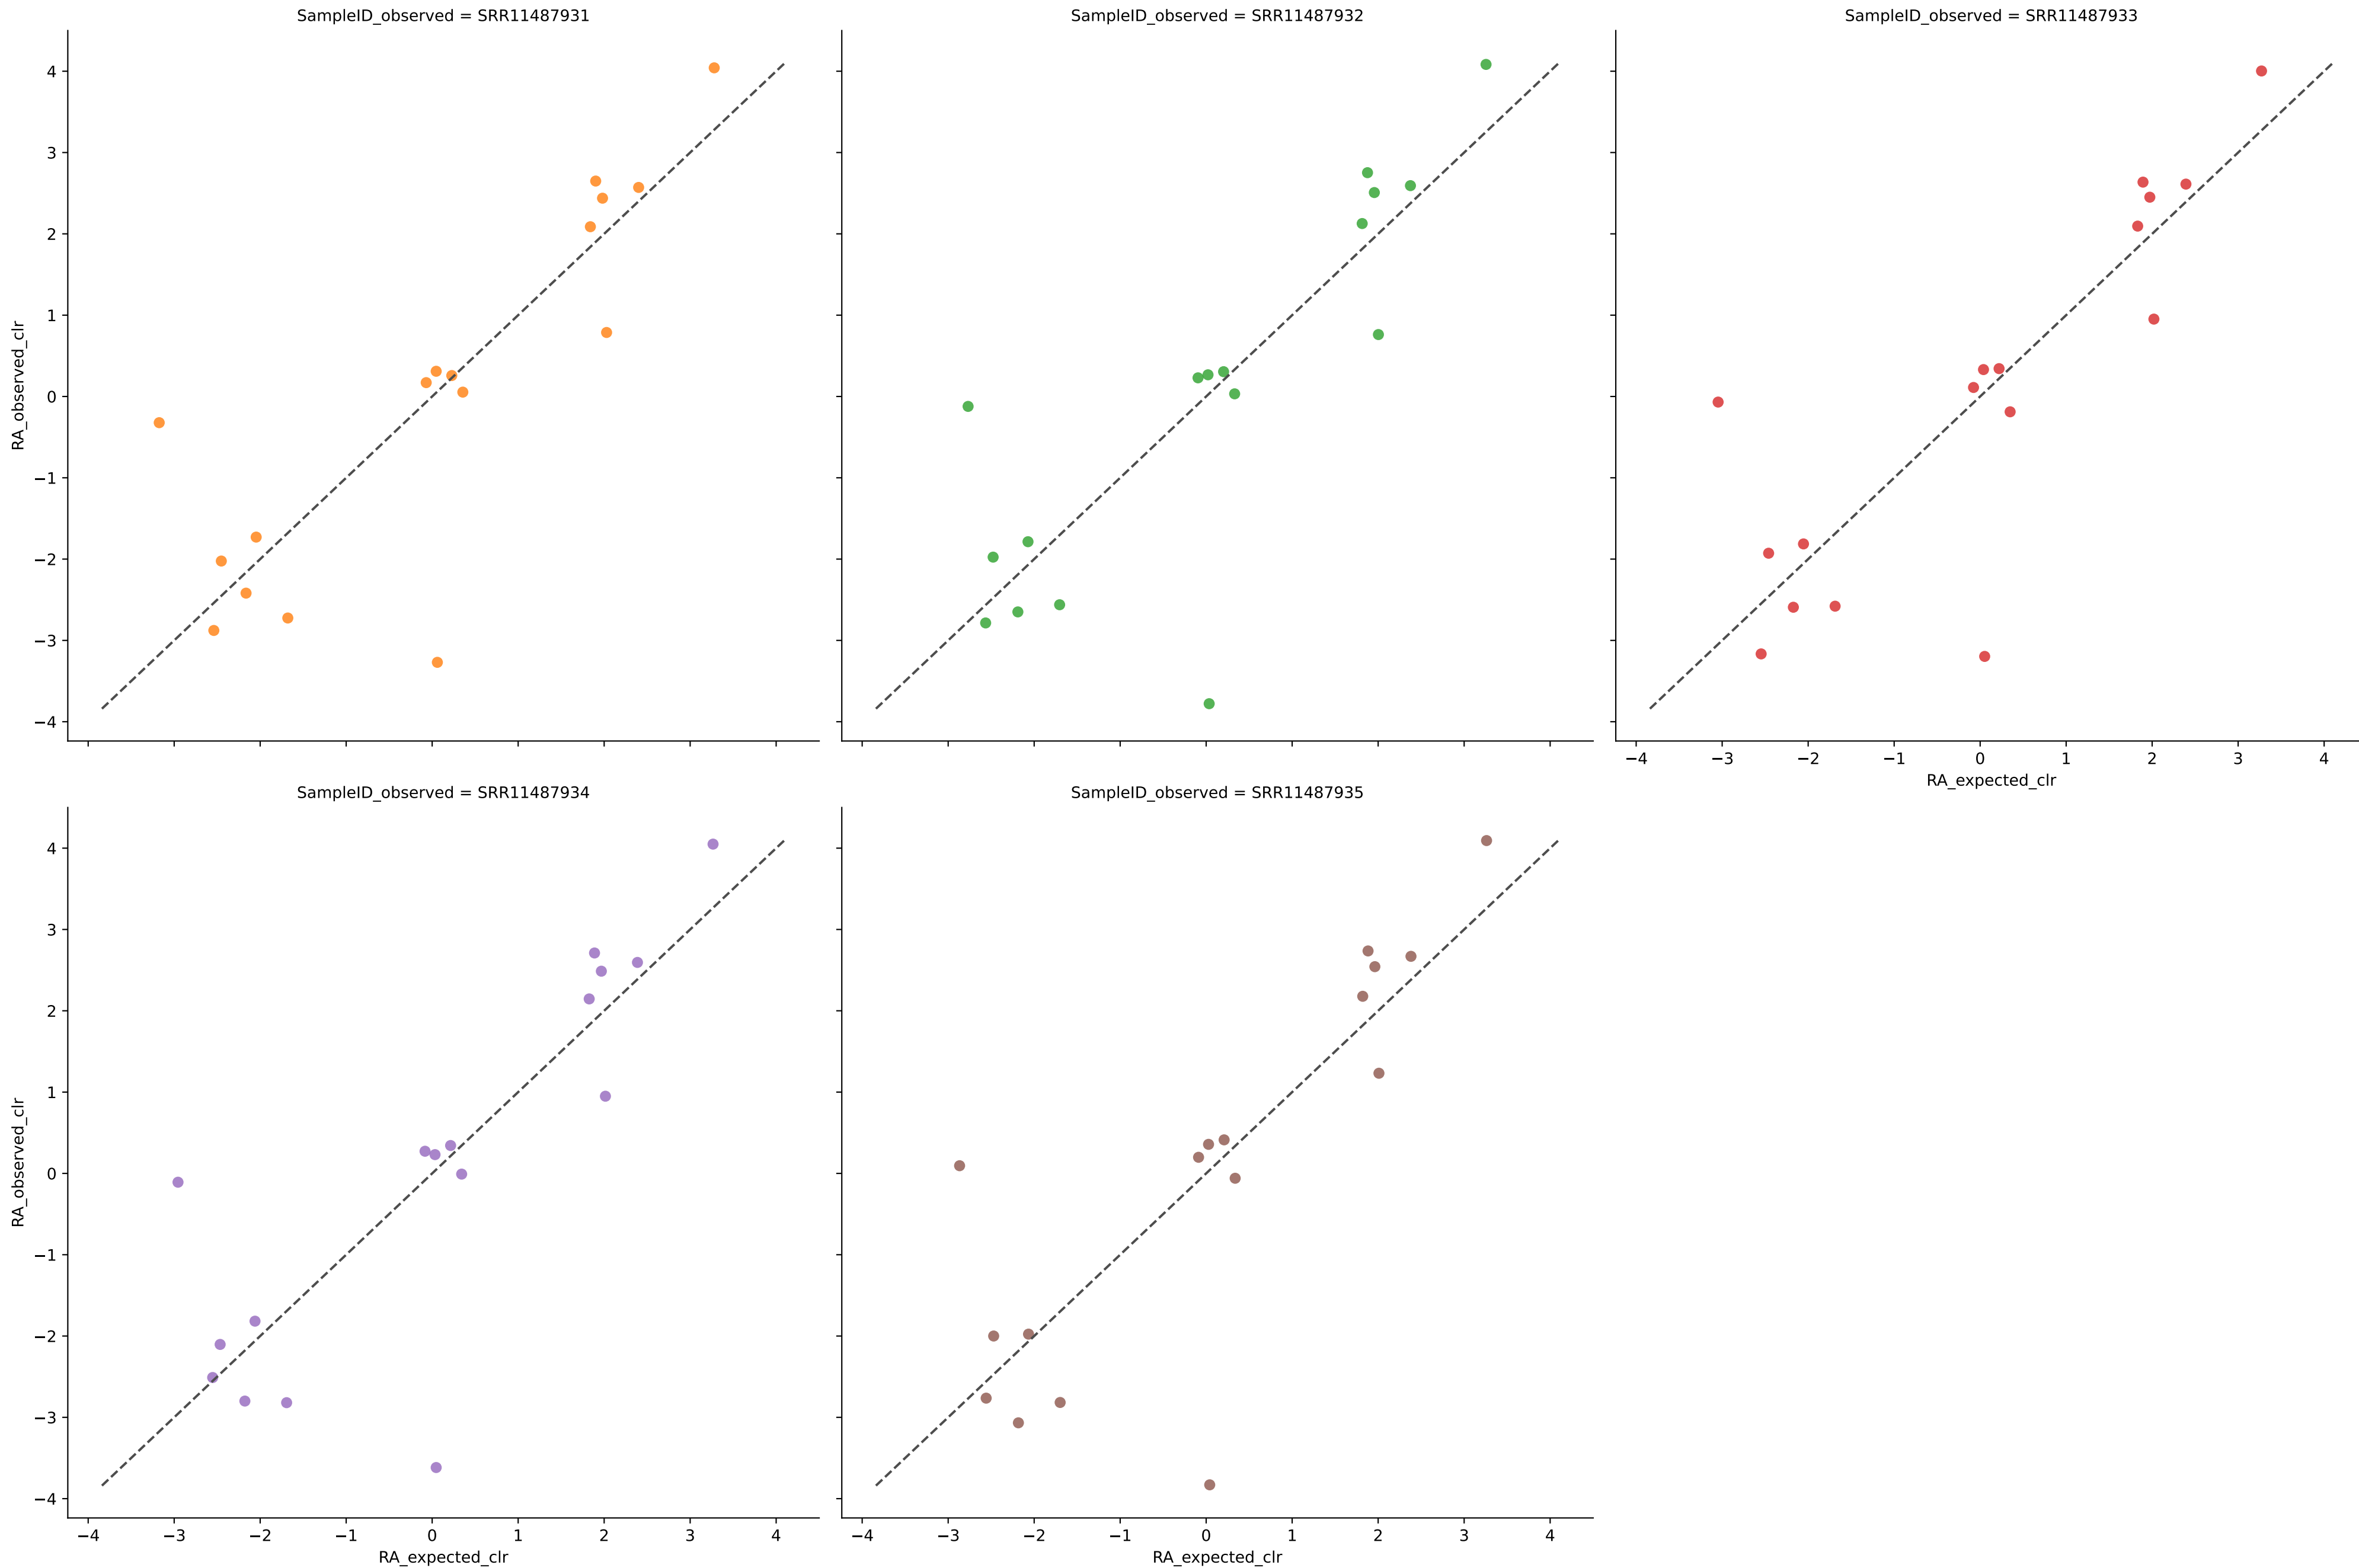 SampleID_observed = SRR11487931
SampleID_observed = SRR11487932
SampleID_observed = SRR11487933
4
3
2
1
0
−1
−2
−3
−4
RA_observed_clr
−4 −3 −2 −1 0 1 2 3 4
RA_expected_clr
SampleID_observed = SRR11487934
SampleID_observed = SRR11487935
4
3
2
1
0
−1
−2
−3
−4
RA_observed_clr
−4 −3 −2 −1 0 1 2 3 4
RA_expected_clr
−4 −3 −2 −1 0 1 2 3 4
RA_expected_clr